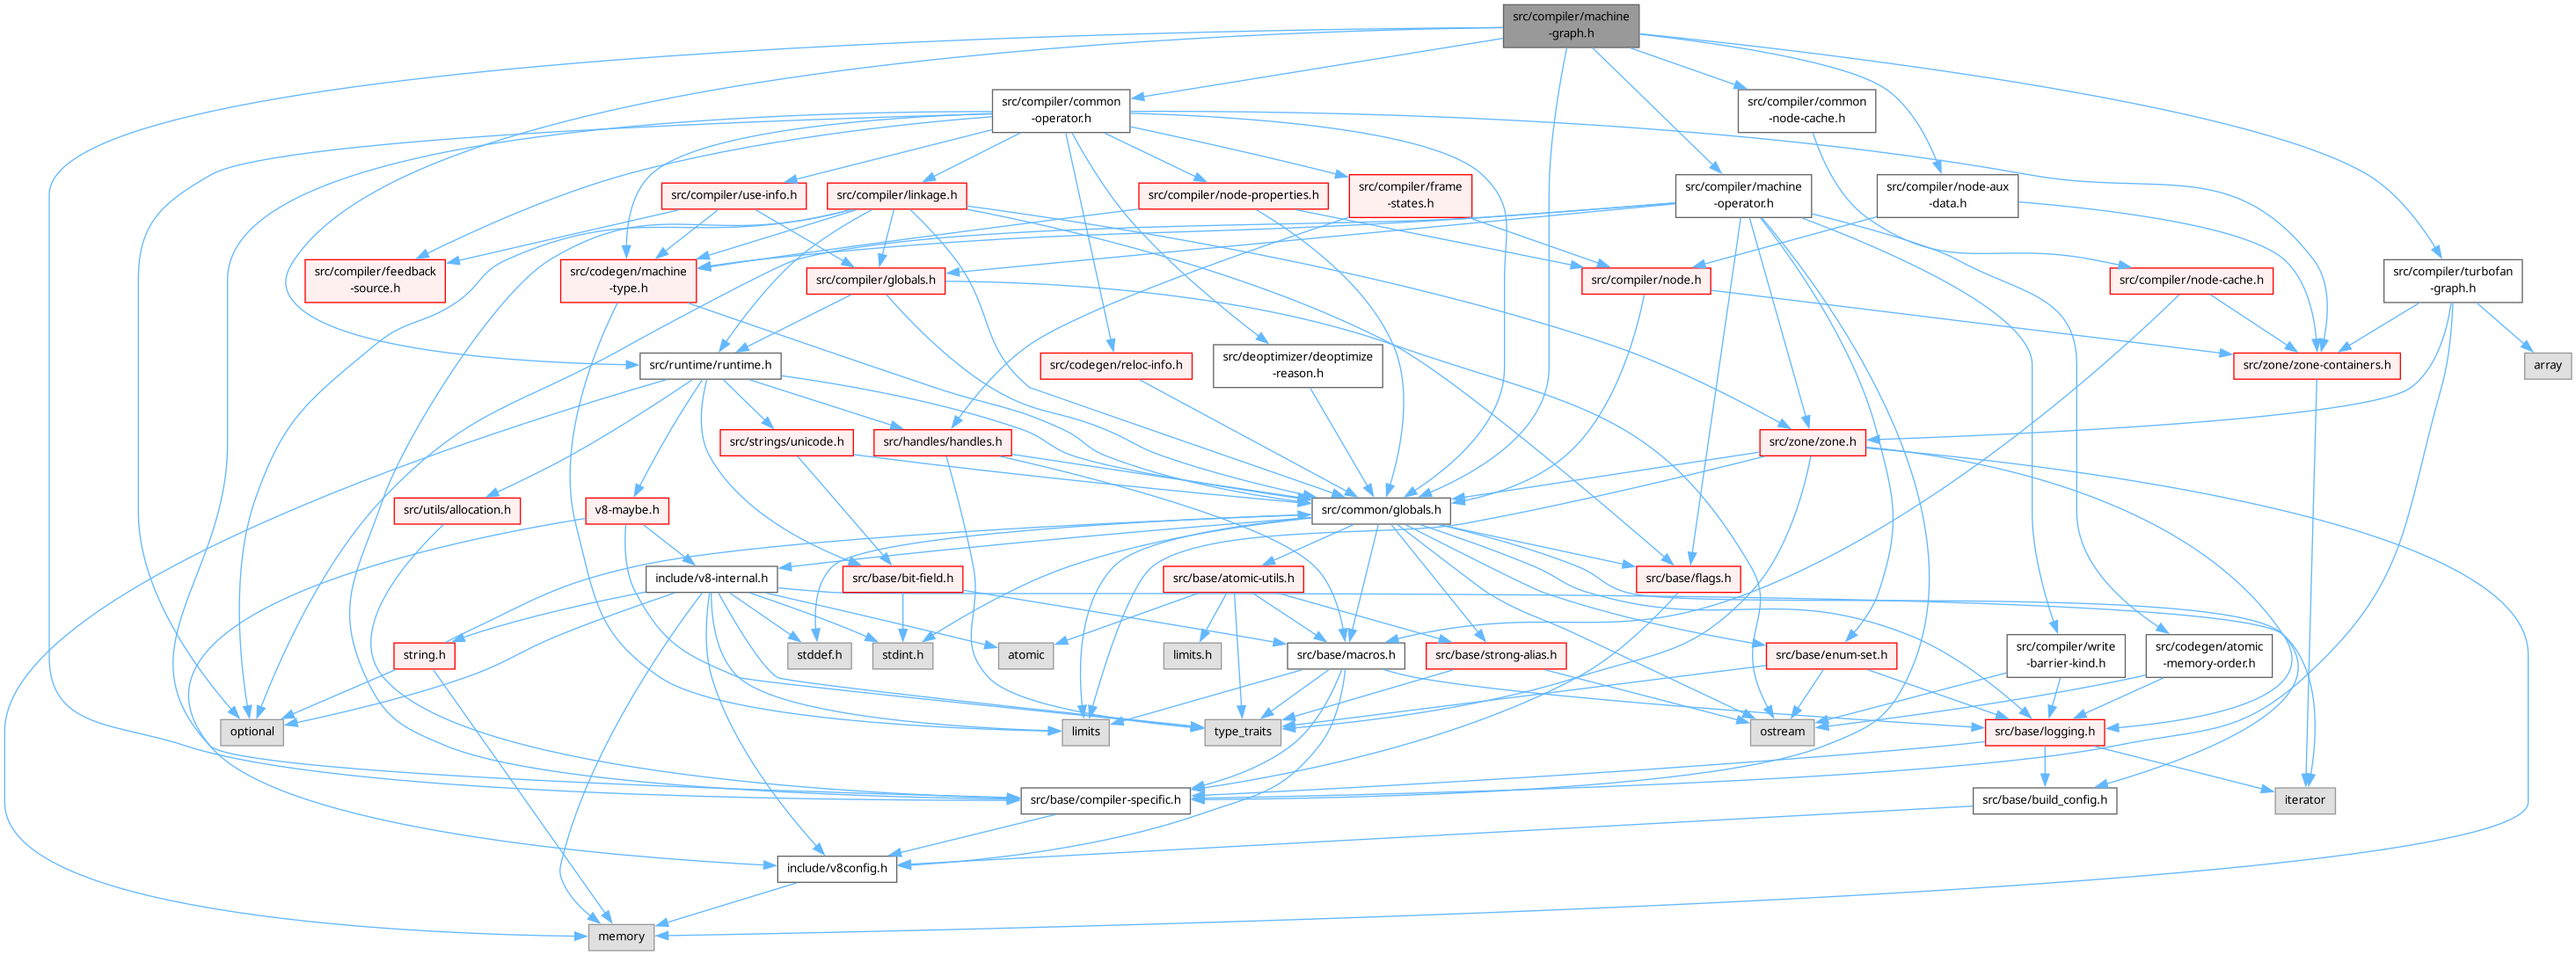 src/compiler/machine
-graph.h
src/compiler/common
-operator.h
src/compiler/common
-node-cache.h
src/compiler/use-info.h
src/compiler/linkage.h
src/compiler/node-properties.h
src/compiler/frame
-states.h
src/compiler/machine
-operator.h
src/compiler/node-aux
-data.h
src/compiler/feedback
-source.h
src/codegen/machine
-type.h
src/compiler/globals.h
src/compiler/node.h
src/compiler/node-cache.h
src/compiler/turbofan
-graph.h
src/runtime/runtime.h
src/codegen/reloc-info.h
src/deoptimizer/deoptimize
-reason.h
src/zone/zone-containers.h
array
src/strings/unicode.h
src/handles/handles.h
src/zone/zone.h
src/utils/allocation.h
v8-maybe.h
src/common/globals.h
include/v8-internal.h
src/base/bit-field.h
src/base/atomic-utils.h
src/base/flags.h
string.h
stddef.h
stdint.h
atomic
limits.h
src/base/macros.h
src/base/strong-alias.h
src/base/enum-set.h
src/compiler/write
-barrier-kind.h
src/codegen/atomic
-memory-order.h
optional
limits
type_traits
ostream
src/base/logging.h
src/base/compiler-specific.h
src/base/build_config.h
iterator
include/v8config.h
memory